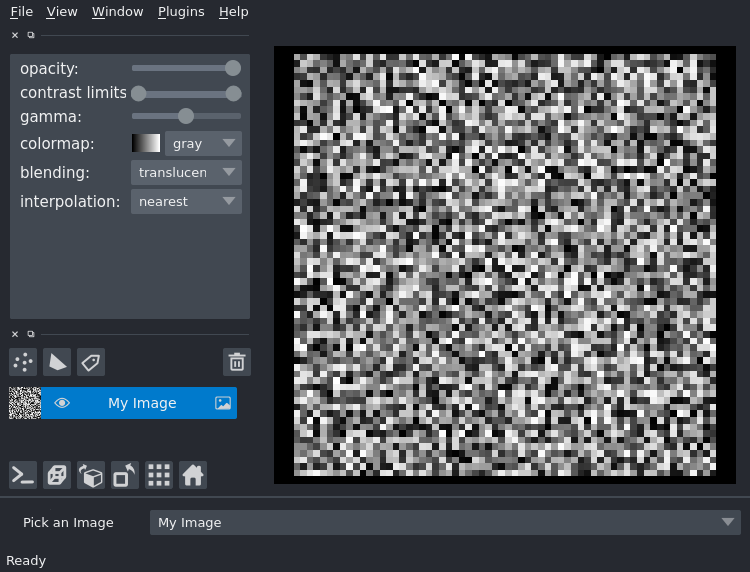 File View Window Plugins Help
opacity:
contrast limits
gamma:
colormap: gray
blending: translucen
interpolation: nearest
My Image
Pick an Image My Image
Ready